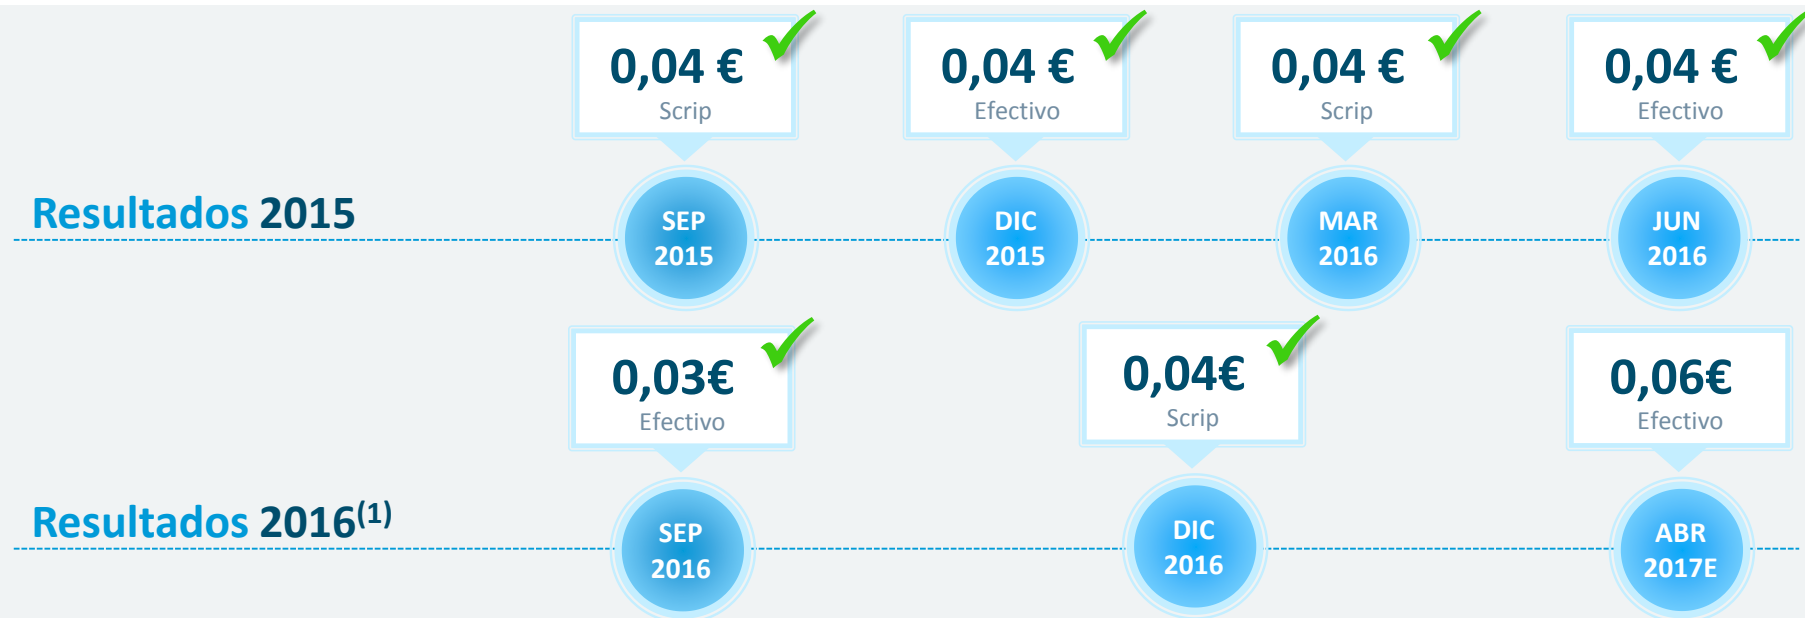 0,04 €
Scrip
0,04 €
Efectivo
0,04 €
Scrip
0,04 €
Efectivo
Resultados 2015
SEP
2015
DIC
2015
MAR
2016
JUN
2016
0,03€
Efectivo
0,04€
Scrip
0,06€
Efectivo
Resultados 2016(1)
SEP
2016
DIC
2016
ABR
2017E